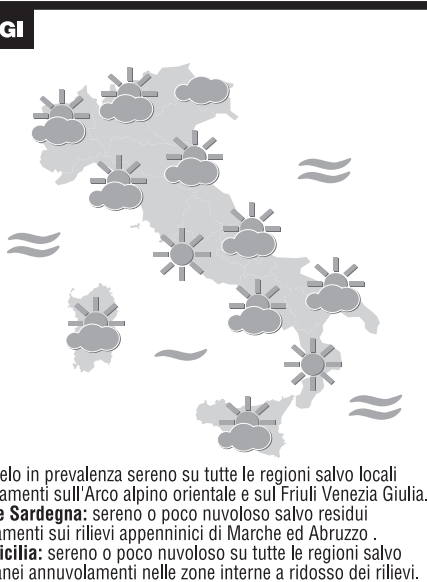 GI
elo in prevalenza sereno su tutte le regioni salvo locali
amenti sull'Arco alpino orientale e sul Friuli Venezia Giulia.
e Sardegna: sereno o poco nuvoloso salvo residui
amenti sui rilievi appenninici di Marche ed Abruzzo .
icilia: sereno o poco nuvoloso su tutte le regioni salvo
anei annuvolamenti nelle zone interne a ridosso dei rilievi.